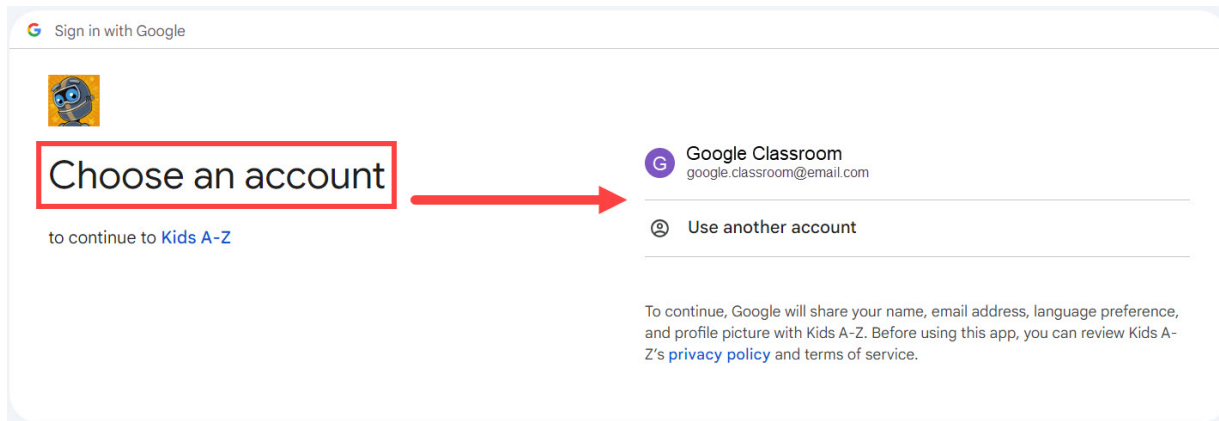 Sign in with Google
Choose an account
to continue to Kids A-Z
G
Google Classroom
google.classroom@email.com
Use another account
To continue, Google will share your name, email address, language preference,
and profile picture with Kids A-Z. Before using this app, you can review Kids A-
Z's privacy policy and terms of service.